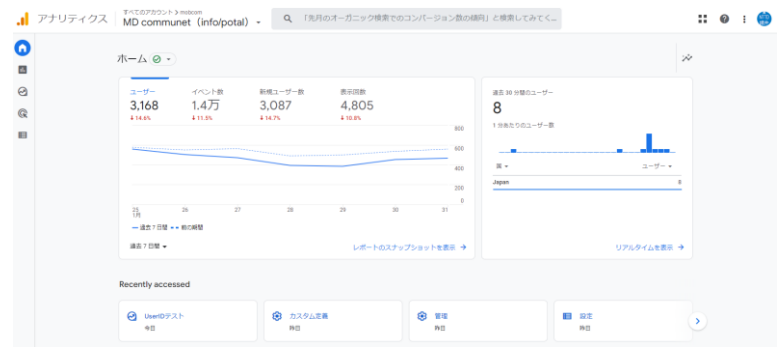 アナリティクス
すべてのアカウント > mobcom
MD communet（info/potal）
「先月のオーガニック検索でのコンバージョン数の傾向」と検索してみてく...
ホーム
ユーザー イベント数 新規ユーザー数 表示回数
3,168 1.4万 3,087 4,805
↓14.6% ↓11.5% ↓14.7% ↓10.8%
800
600
400
200
0
25 26 27 28 29 30 31
1月
過去 7 日間 前の期間
過去 7 日間
レポートのスナップショットを表示 →
過去 30 分間のユーザー
8
1 分あたりのユーザー数
国 ユーザー
Japan 8
リアルタイムを表示 →
Recently accessed
UserIDテスト
今日
カスタム定義
昨日
管理
昨日
設定
昨日